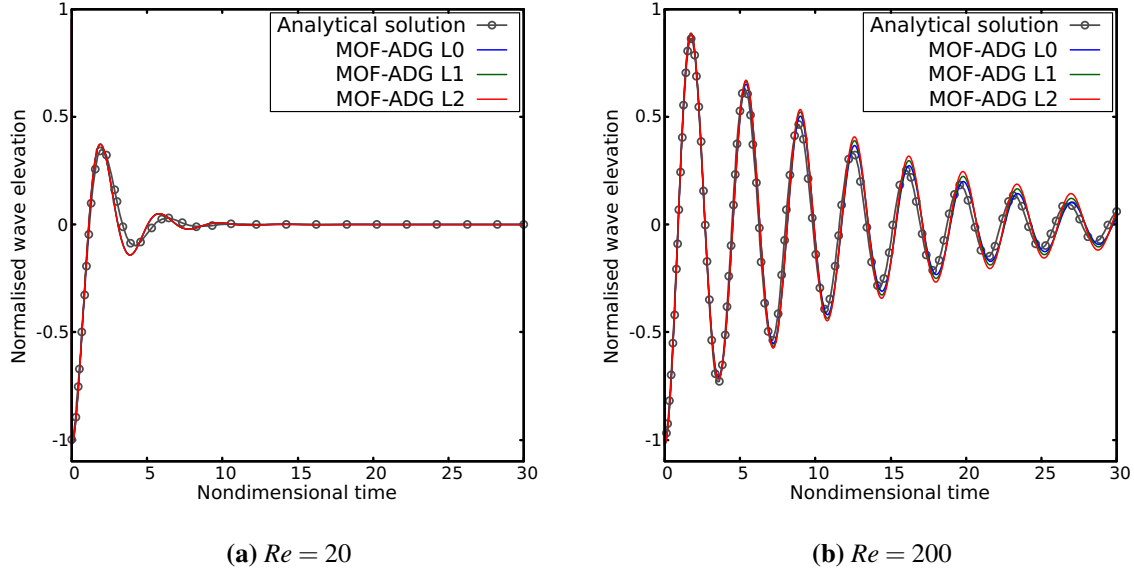 Analytical solution
MOF-ADG L0
MOF-ADG L1
MOF-ADG L2
1
0.5
0
-0.5
-1
Normalised wave elevation
0 5 10 15 20 25 30
Nondimensional time
(a) Re = 20
Analytical solution
MOF-ADG L0
MOF-ADG L1
MOF-ADG L2
1
0.5
0
-0.5
-1
Normalised wave elevation
0 5 10 15 20 25 30
Nondimensional time
(b) Re = 200